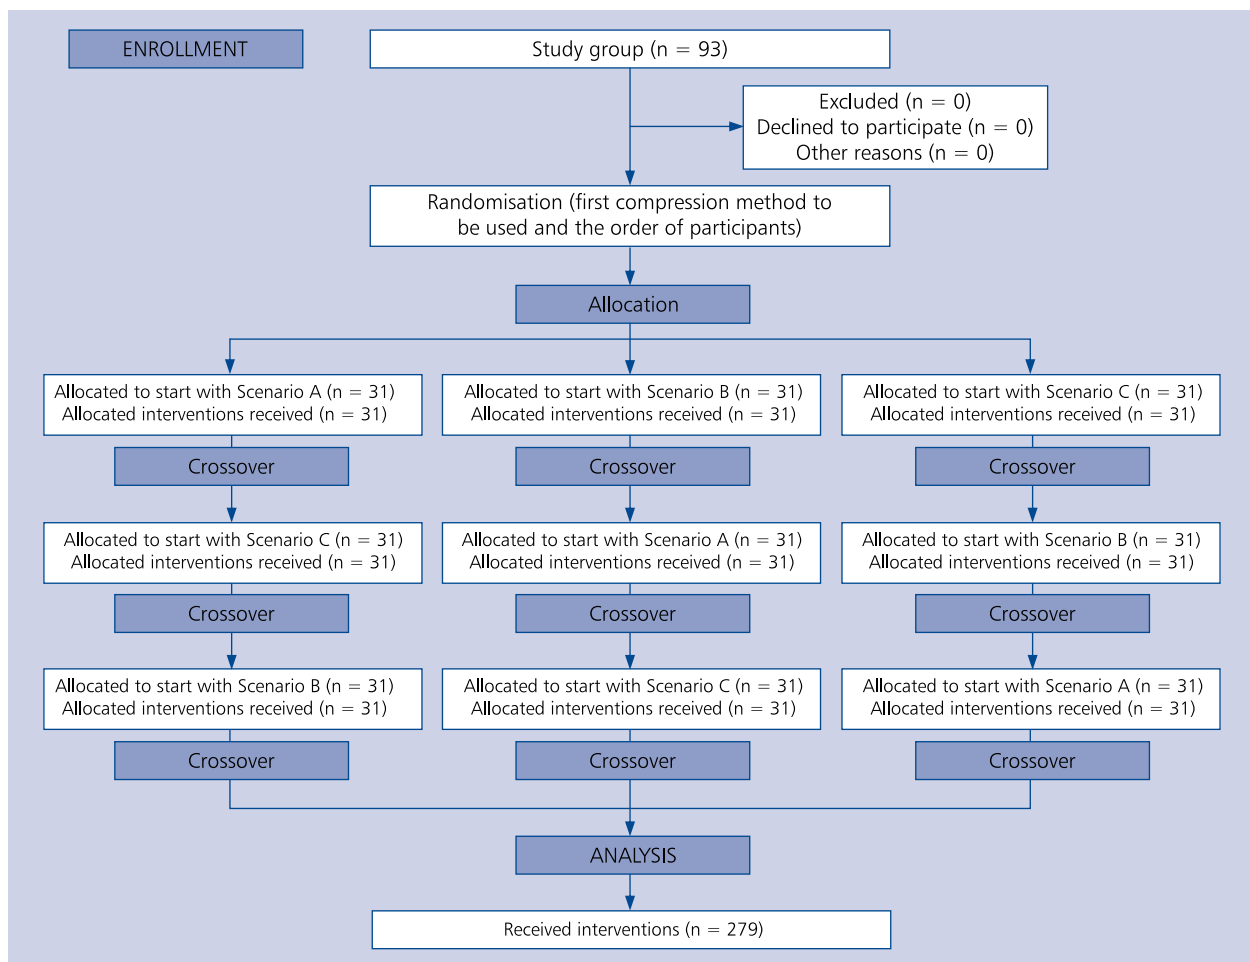 ENROLLMENT
Study group (n = 93)
Excluded (n = 0)
Declined to participate (n = 0)
Other reasons (n = 0)
Randomisation (first compression method to
be used and the order of participants)
Allocation
Allocated to start with Scenario A (n = 31)
Allocated interventions received (n = 31)
Allocated to start with Scenario B (n = 31)
Allocated interventions received (n = 31)
Allocated to start with Scenario C (n = 31)
Allocated interventions received (n = 31)
Crossover
Crossover
Crossover
Allocated to start with Scenario C (n = 31)
Allocated interventions received (n = 31)
Allocated to start with Scenario A (n = 31)
Allocated interventions received (n = 31)
Allocated to start with Scenario B (n = 31)
Allocated interventions received (n = 31)
Crossover
Crossover
Crossover
Allocated to start with Scenario B (n = 31)
Allocated interventions received (n = 31)
Allocated to start with Scenario C (n = 31)
Allocated interventions received (n = 31)
Allocated to start with Scenario A (n = 31)
Allocated interventions received (n = 31)
Crossover
Crossover
Crossover
ANALYSIS
Received interventions (n = 279)